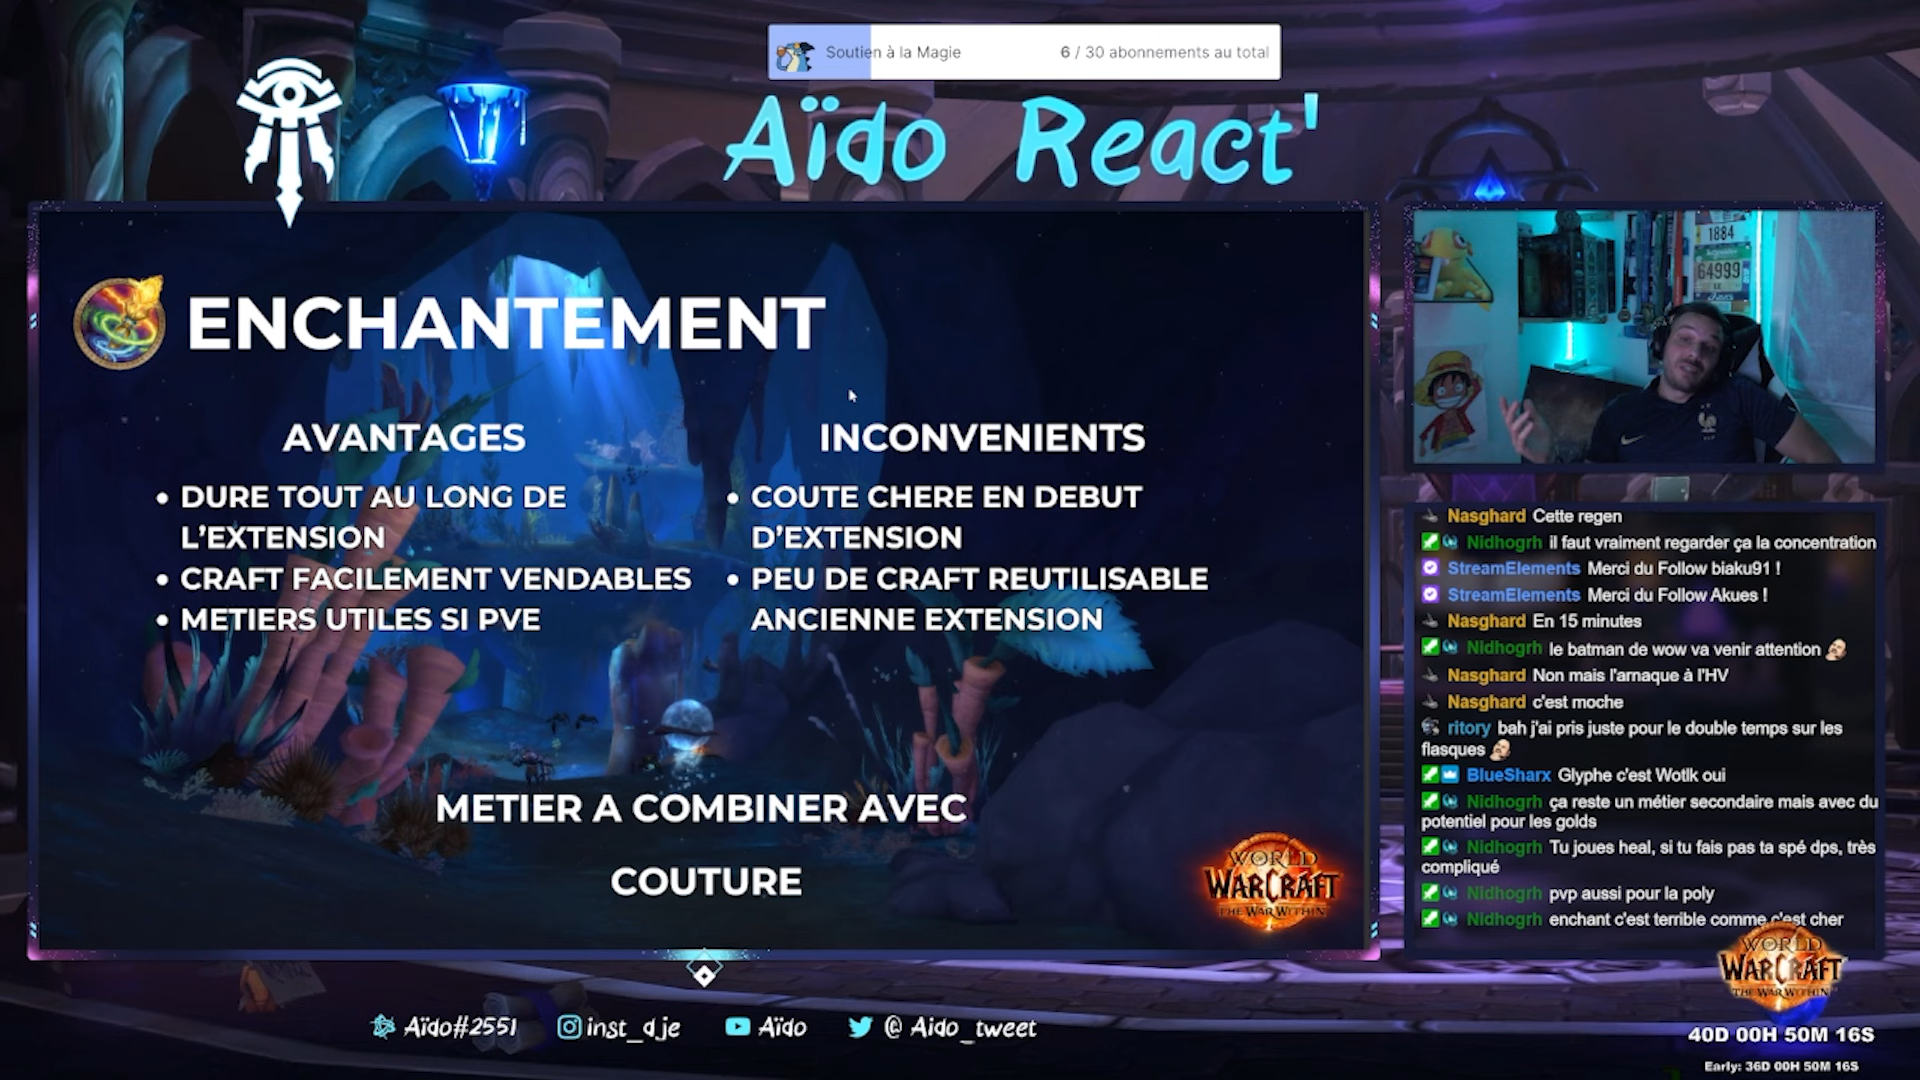 Soutien à la Magie
6 / 30 abonnements au total
Aïdo React'
ENCHANTEMENT
AVANTAGES
• DURE TOUT AU LONG DE
L'EXTENSION
• CRAFT FACILEMENT VENDABLES
• METIERS UTILES SI PVE
INCONVENIENTS
• COUTE CHERE EN DEBUT
D'EXTENSION
• PEU DE CRAFT REUTILISABLE
ANCIENNE EXTENSION
METIER A COMBINER AVEC
COUTURE
WORLD
WARCRAFT
THE WAR WITHIN
1884
64999
Nasghard Cette regen
Nidhogrh il faut vraiment regarder ça la concentration
StreamElements Merci du Follow biaku91 !
StreamElements Merci du Follow Akues !
Nasghard En 15 minutes
Nidhogrh le batman de wow va venir attention
Nasghard Non mais l'arnaque à l'HV
Nasghard c'est moche
ritory bah j'ai pris juste pour le double temps sur les
flasques
BlueSharx Glyphe c'est Wotlk oui
Nidhogrh ça reste un métier secondaire mais avec du
potentiel pour les golds
Nidhogrh Tu joues heal, si tu fais pas ta spé dps, très
compliqué
Nidhogrh pvp aussi pour la poly
Nidhogrh enchant c'est terrible comme c'est cher
WORLD
WARCRAFT
THE WAR WITHIN
Aïdo#2551
inst_dje
Aïdo
@ Aido_tweet
40D 00H 50M 16S
Early: 36D 00H 50M 16S